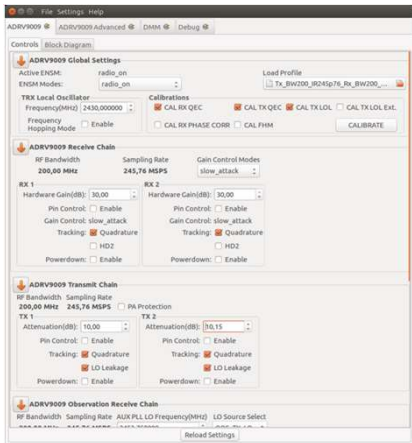 File Settings Help
ADRV9009 ADRV9009 Advanced DMM Debug
Controls Block Diagram
ADRV9009 Global Settings
Active ENSM: radio_on Load Profile
ENSM Modes: radio_on Tx_BW200_IR245p76_Rx_BW200_...
TRX Local Oscillator Calibrations
Frequency(MHz) 2430,000000 CAL RX QEC CAL TX QEC CAL TX LOL CAL TX LOL Ext.
Frequency Hopping Mode Enable CAL RX PHASE CORR CAL FHM CALIBRATE
ADRV9009 Receive Chain
RF Bandwidth Sampling Rate Gain Control Modes
200,00 MHz 245,76 MSPS slow_attack
RX 1 RX 2
Hardware Gain(dB): 30,00 Hardware Gain(dB): 30,00
Pin Control: Enable Pin Control: Enable
Gain Control: slow_attack Gain Control: slow_attack
Tracking: Quadrature Tracking: Quadrature
HD2 HD2
Powerdown: Enable Powerdown: Enable
ADRV9009 Transmit Chain
RF Bandwidth Sampling Rate
200,00 MHz 245,76 MSPS PA Protection
TX 1 TX 2
Attenuation(dB): 10,00 Attenuation(dB): 10,15
Pin Control: Enable Pin Control: Enable
Tracking: Quadrature Tracking: Quadrature
LO Leakage LO Leakage
Powerdown: Enable Powerdown: Enable
ADRV9009 Observation Receive Chain
RF Bandwidth Sampling Rate AUX PLL LO Frequency(MHz) LO Source Select
Reload Settings